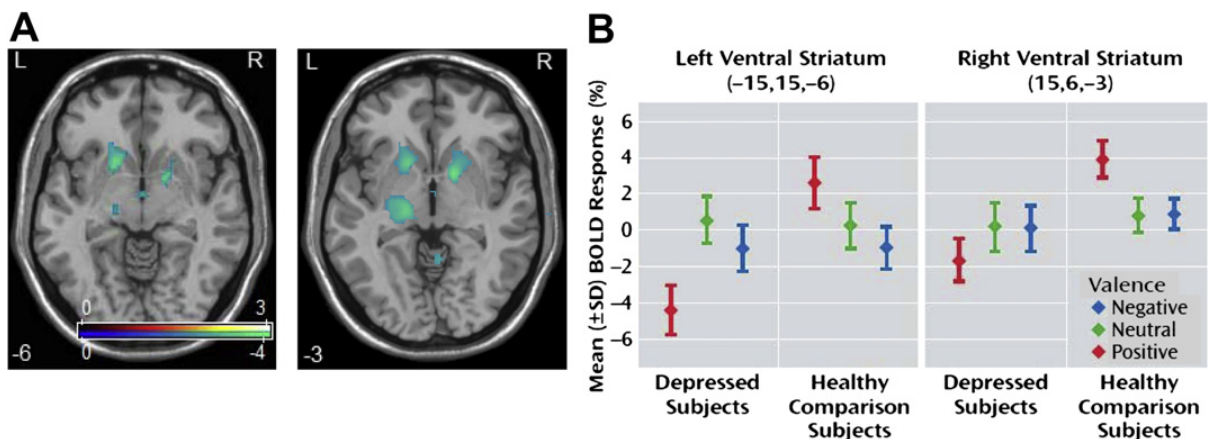 A
L
R
0
3
0
-4
-6
L
R
-3
B
Left Ventral Striatum
(–15,15,–6)
Right Ventral Striatum
(15,6,–3)
Mean (±SD) BOLD Response (%)
6
4
2
0
–2
–4
–6
Valence
Negative
Neutral
Positive
Depressed
Subjects
Healthy
Comparison
Subjects
Depressed
Subjects
Healthy
Comparison
Subjects